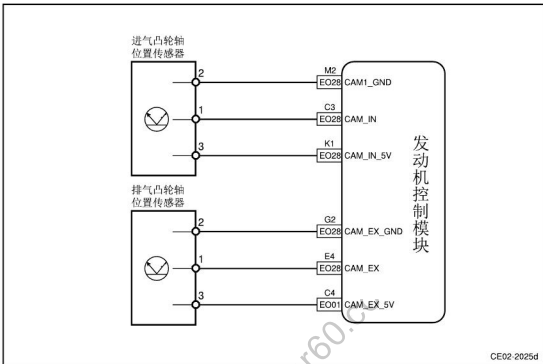 进气凸轮轴
位置传感器
2
M2
EO28 CAM1_GND
1
C3
EO28 CAM_IN
3
K1
EO28 CAM_IN_5V
发动机控制模块
排气凸轮轴
位置传感器
2
G2
EO28 CAM_EX_GND
1
E4
EO28 CAM_EX
3
C4
EO01 CAM_EX_5V
CE02-2025d